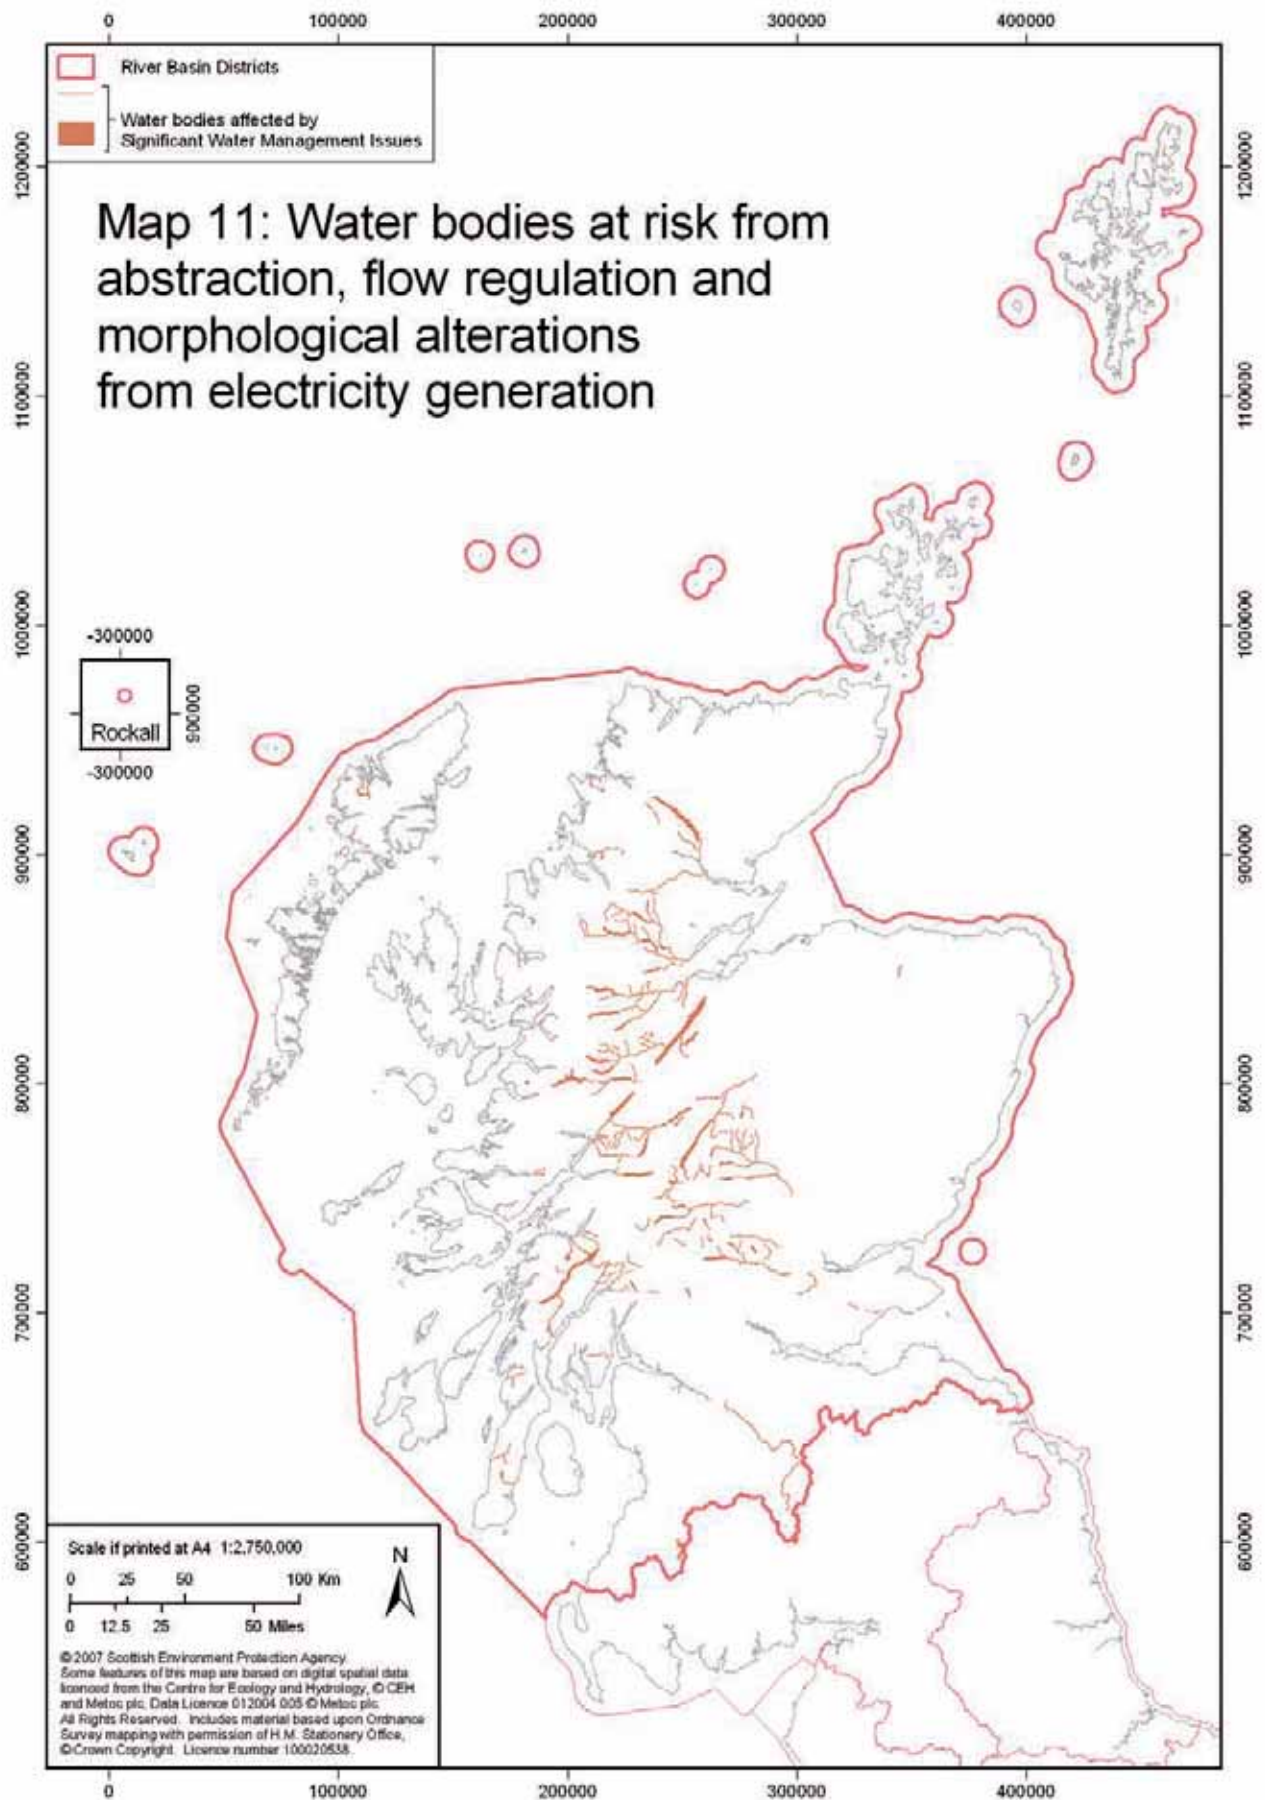 0 100000 200000 300000 400000
River Basin Districts
Water bodies affected by
Significant Water Management Issues
Map 11: Water bodies at risk from
abstraction, flow regulation and
morphological alterations
from electricity generation
1200000
1100000
1000000
900000
800000
700000
600000
1200000
1100000
1000000
900000
800000
700000
600000
-300000
900000
Rockall
-300000
Scale if printed at A4 1:2,750,000
0 25 50 100 Km
0 12.5 25 50 Miles
N
© 2007 Scottish Environment Protection Agency.
Some features of this map are based on digital spatial data
licenced from the Centre for Ecology and Hydrology, © CEH
and Metoc plc, Data Licence 012004.005 © Metoc plc.
All Rights Reserved. Includes material based upon Ordnance
Survey mapping with permission of H.M. Stationery Office,
© Crown Copyright. Licence number 100020538.
0 100000 200000 300000 400000